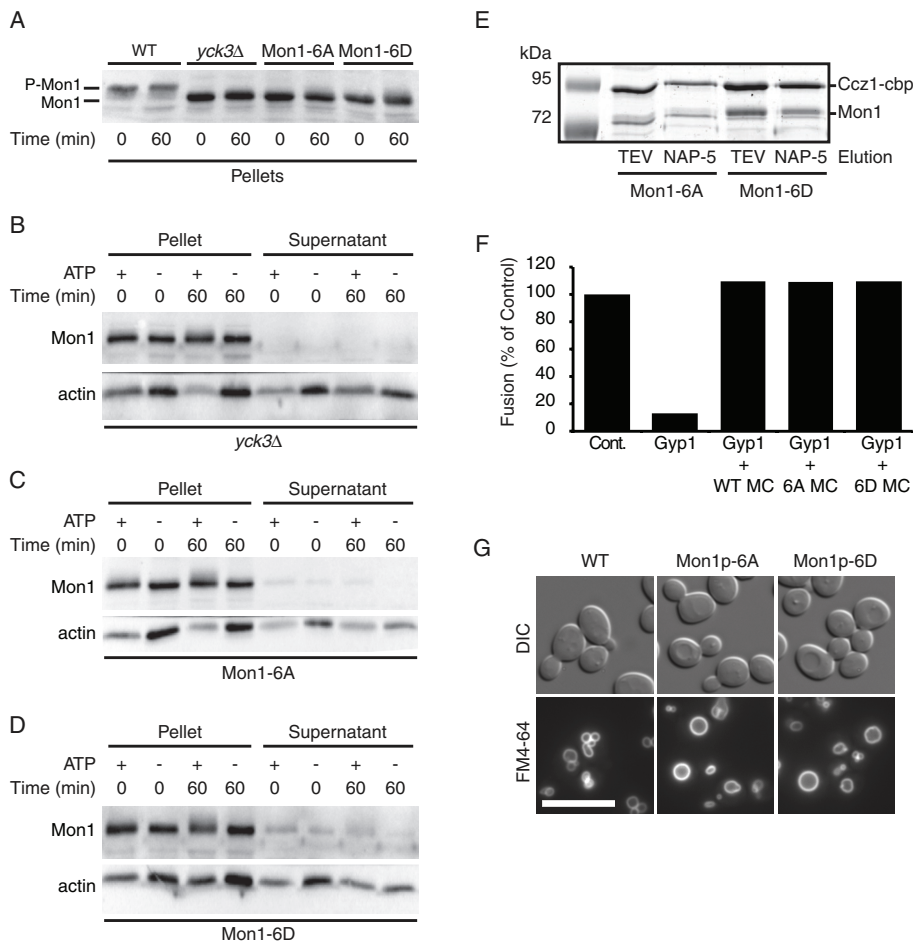 A
WT yck3Δ Mon1-6A Mon1-6D
P-Mon1
Mon1
Time (min) 0 60 0 60 0 60 0 60
Pellets
B
Pellet Supernatant
ATP + - + - + - + -
Time (min) 0 0 60 60 0 0 60 60
Mon1
actin
yck3Δ
C
Pellet Supernatant
ATP + - + - + - + -
Time (min) 0 0 60 60 0 0 60 60
Mon1
actin
Mon1-6A
D
Pellet Supernatant
ATP + - + - + - + -
Time (min) 0 0 60 60 0 0 60 60
Mon1
actin
Mon1-6D
E
kDa
95
72
Ccz1-cbp
Mon1
TEV NAP-5 TEV NAP-5 Elution
Mon1-6A Mon1-6D
F
Fusion (% of Control)
120
100
80
60
40
20
0
Cont. Gyp1 Gyp1 Gyp1 Gyp1
+ + +
WT MC 6A MC 6D MC
G
WT Mon1p-6A Mon1p-6D
DIC
FM4-64